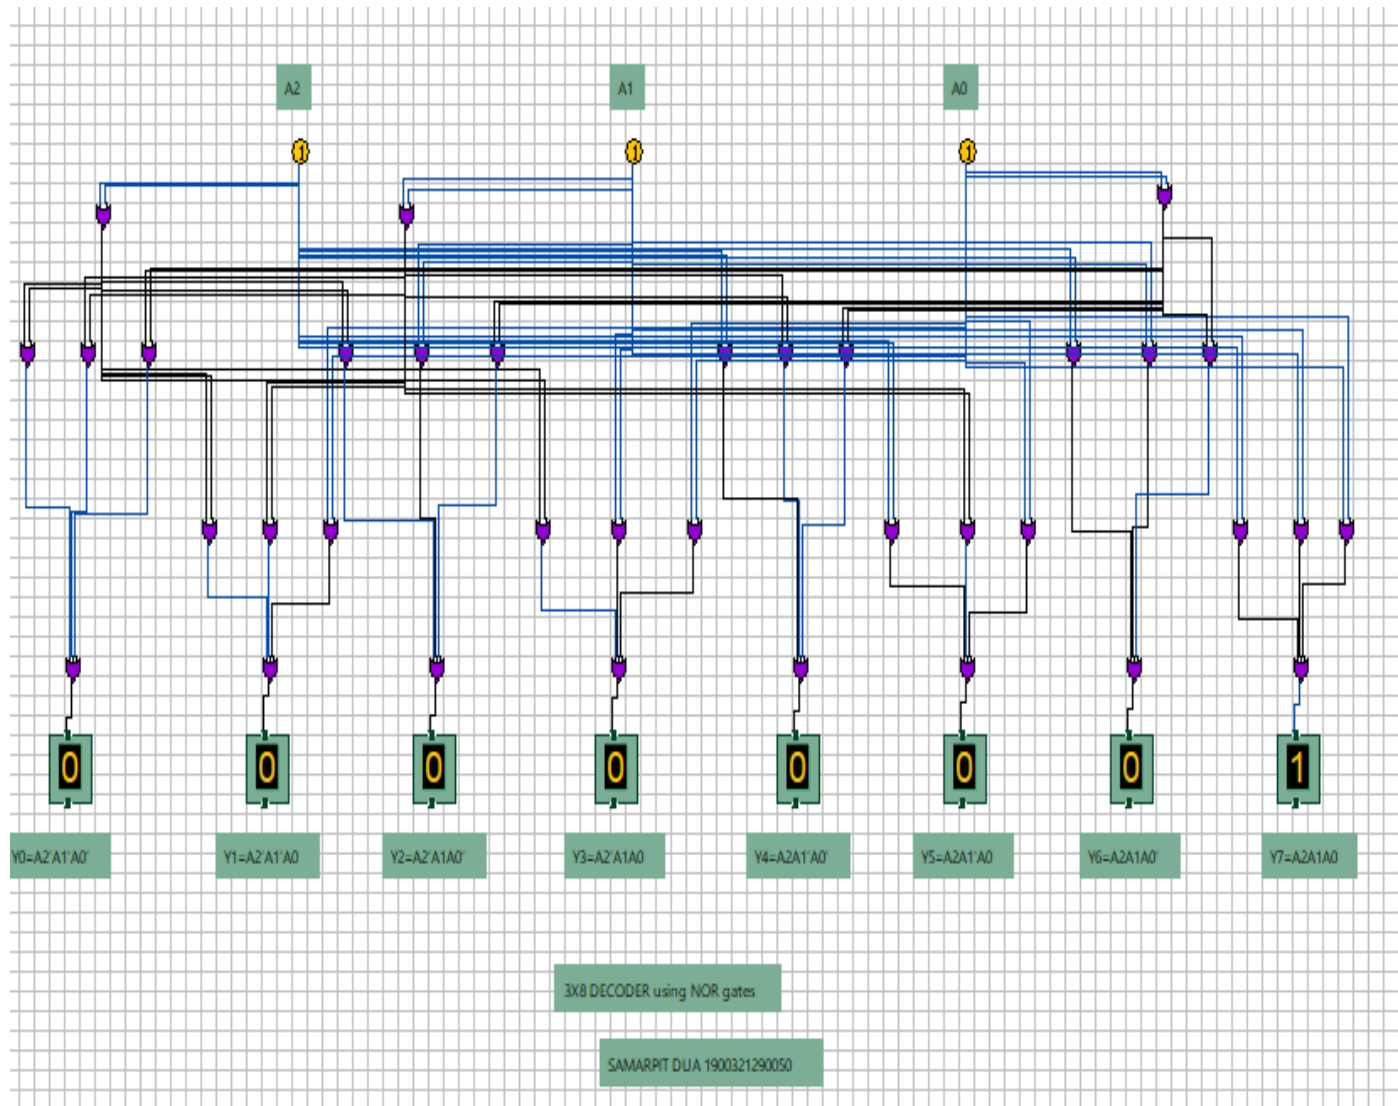 A2 A1 A0
1 1 1
0 0 0 0 0 0 0 1
Y0=A2'A1'A0' Y1=A2'A1'A0 Y2=A2'A1A0' Y3=A2'A1A0 Y4=A2A1'A0' Y5=A2A1'A0 Y6=A2A1A0' Y7=A2A1A0
3X8 DECODER using NOR gates
SAMARPIT DUA 1900321290050